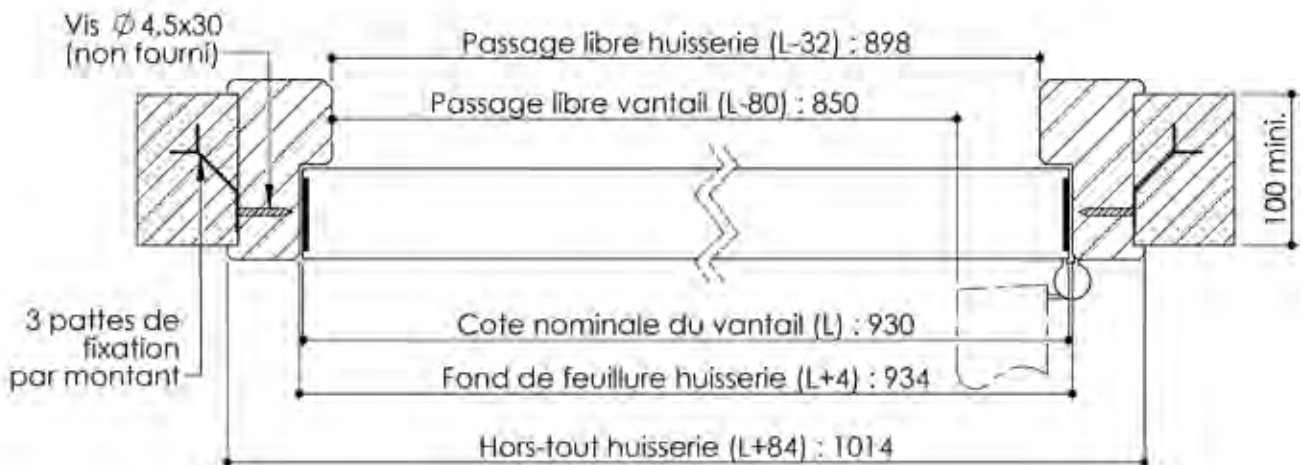 Vis Ø 4,5x30
(non fourni)
Passage libre huisserie (L-32) : 898
Passage libre vantail (L-80) : 850
100 mini.
3 pattes de
fixation
par montant
Cote nominale du vantail (L) : 930
Fond de feuillure huisserie (L+4) : 934
Hors-tout huisserie (L+84) : 1014